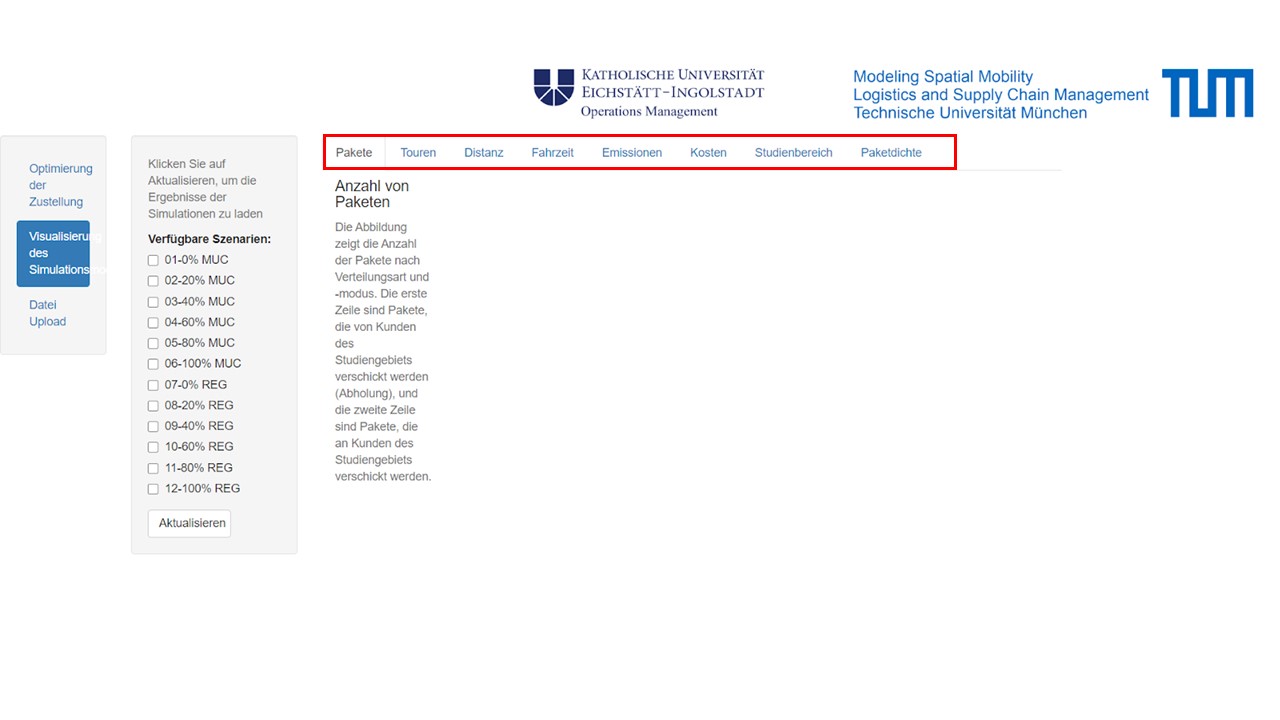 KATHOLISCHE UNIVERSITÄT
EICHSTÄTT-INGOLSTADT
Operations Management
Modeling Spatial Mobility
Logistics and Supply Chain Management
Technische Universität München
TUM
Optimierung
der
Zustellung
Visualisierung
des
Simulations
Datei
Upload
Klicken Sie auf
Aktualisieren, um die
Ergebnisse der
Simulationen zu laden
Verfügbare Szenarien:
01-0% MUC
02-20% MUC
03-40% MUC
04-60% MUC
05-80% MUC
06-100% MUC
07-0% REG
08-20% REG
09-40% REG
10-60% REG
11-80% REG
12-100% REG
Aktualisieren
Pakete Touren Distanz Fahrzeit Emissionen Kosten Studienbereich Paketdichte
Anzahl von
Paketen
Die Abbildung
zeigt die Anzahl
der Pakete nach
Verteilungsart und
-modus. Die erste
Zeile sind Pakete,
die von Kunden
des
Studiengebiets
verschickt werden
(Abholung), und
die zweite Zeile
sind Pakete, die
an Kunden des
Studiengebiets
verschickt werden.